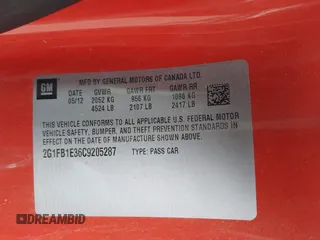 GM
MFD BY GENERAL MOTORS OF CANADA LTD.
DATE GVWR GAWR FRT GAWR RR
05/12 2052 KG 956 KG 1096 KG
4524 LB 2107 LB 2417 LB
THIS VEHICLE CONFORMS TO ALL APPLICABLE U.S. FEDERAL MOTOR
VEHICLE SAFETY, BUMPER, AND THEFT PREVENTION STANDARDS IN
EFFECT ON THE DATE OF MANUFACTURE SHOWN ABOVE.
2G1FB1E36C9205287 TYPE: PASS CAR
DREAMBID